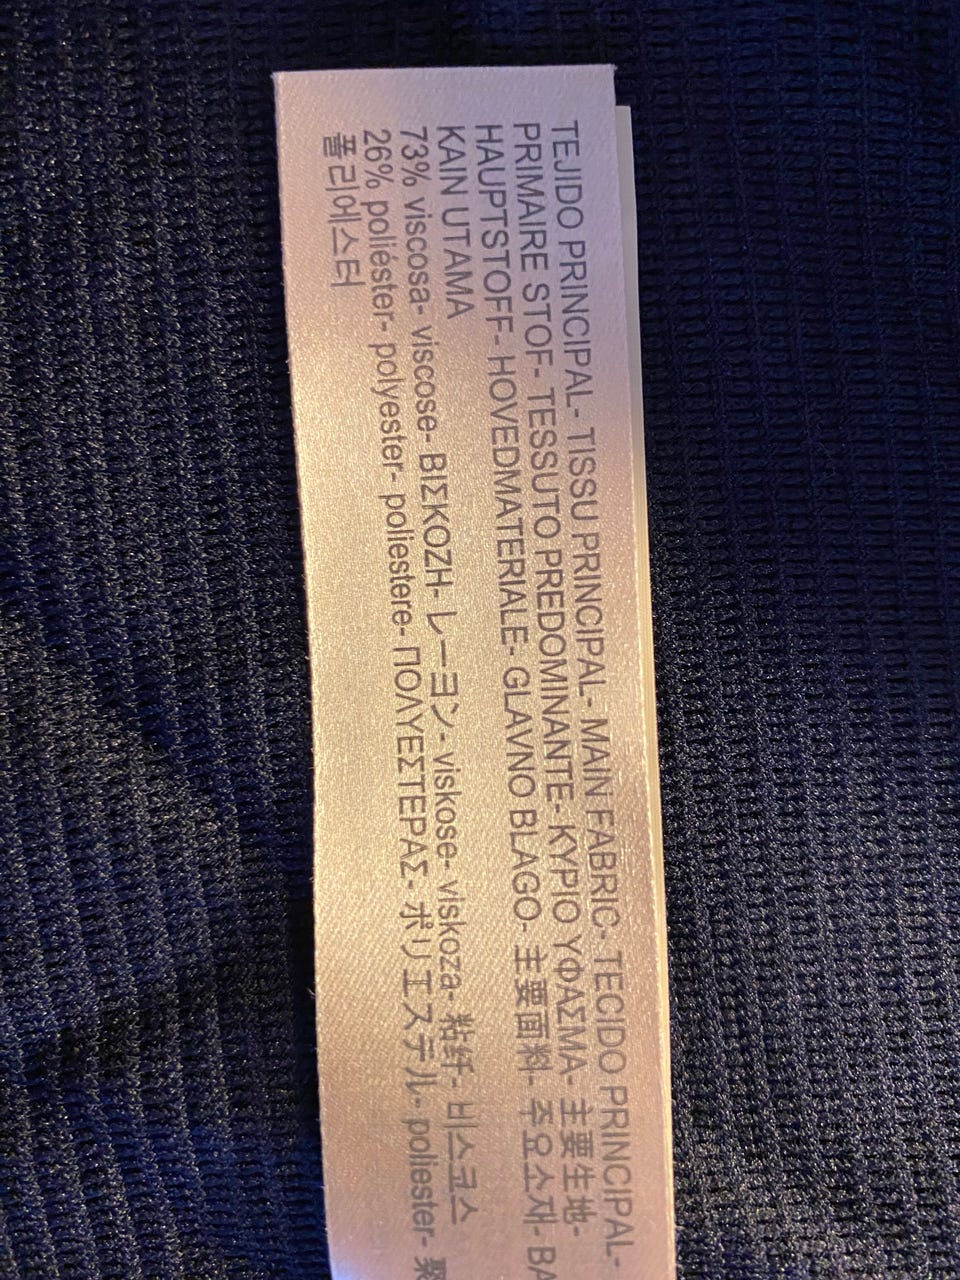 TEJIDO PRINCIPAL- TISSU PRINCIPAL- MAIN FABRIC- TECIDO PRINCIPAL-
PRIMAIRE STOF- TESSUTO PREDOMINANTE- ΚΥΡΙΟ ΥΦΑΣΜΑ- 主要生地-
HAUPTSTOFF- HOVEDMATERIALE- GLAVNO BLAGO- 主要面料- 주요소재- BA
KAIN UTAMA
73% viscosa- viscose- ΒΙΣΚΟΖΗ- レーヨン- viskose- viskoza- 粘纤- 비스코스
26% poliéster- polyester- poliestere- ΠΟΛΥΕΣΤΕΡΑΣ- ポリエステル- poliester- 聚
폴리에스터